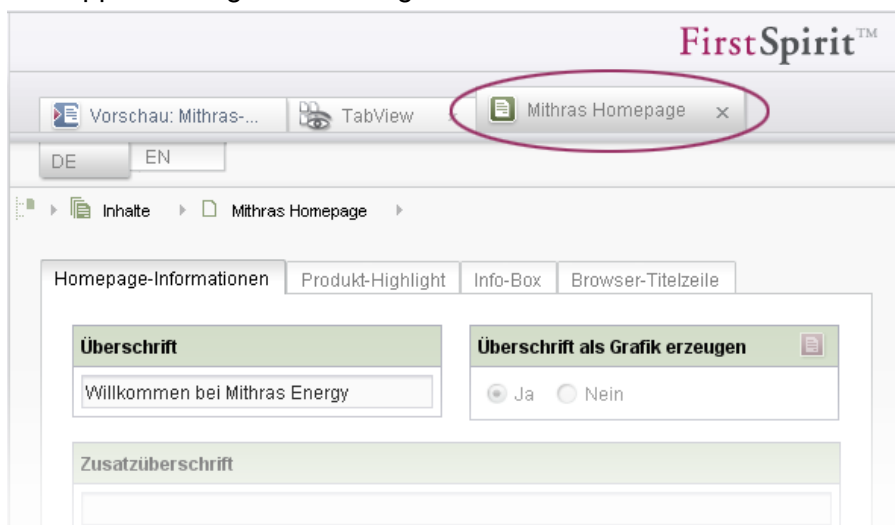 FirstSpirit™
Vorschau: Mithras-... TabView Mithras Homepage
DE EN
Inhalte Mithras Homepage
Homepage-Informationen Produkt-Highlight Info-Box Browser-Titelzeile
Überschrift Überschrift als Grafik erzeugen
Willkommen bei Mithras Energy Ja Nein
Zusatzüberschrift